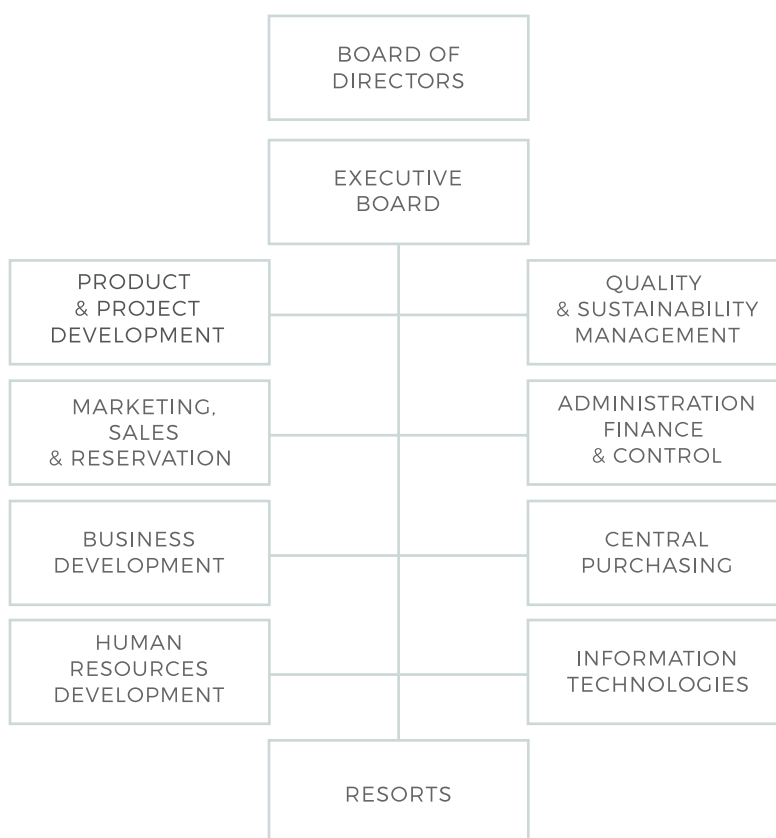 BOARD OF
DIRECTORS
EXECUTIVE
BOARD
PRODUCT
& PROJECT
DEVELOPMENT
QUALITY
& SUSTAINABILITY
MANAGEMENT
MARKETING,
SALES
& RESERVATION
ADMINISTRATION
FINANCE
& CONTROL
BUSINESS
DEVELOPMENT
CENTRAL
PURCHASING
HUMAN
RESOURCES
DEVELOPMENT
INFORMATION
TECHNOLOGIES
RESORTS